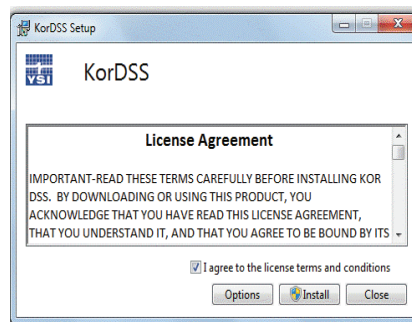 KorDSS Setup
YSI
KorDSS
License Agreement
IMPORTANT-READ THESE TERMS CAREFULLY BEFORE INSTALLING KOR
DSS. BY DOWNLOADING OR USING THIS PRODUCT, YOU
ACKNOWLEDGE THAT YOU HAVE READ THIS LICENSE AGREEMENT,
THAT YOU UNDERSTAND IT, AND THAT YOU AGREE TO BE BOUND BY ITS
I agree to the license terms and conditions
Options Install Close